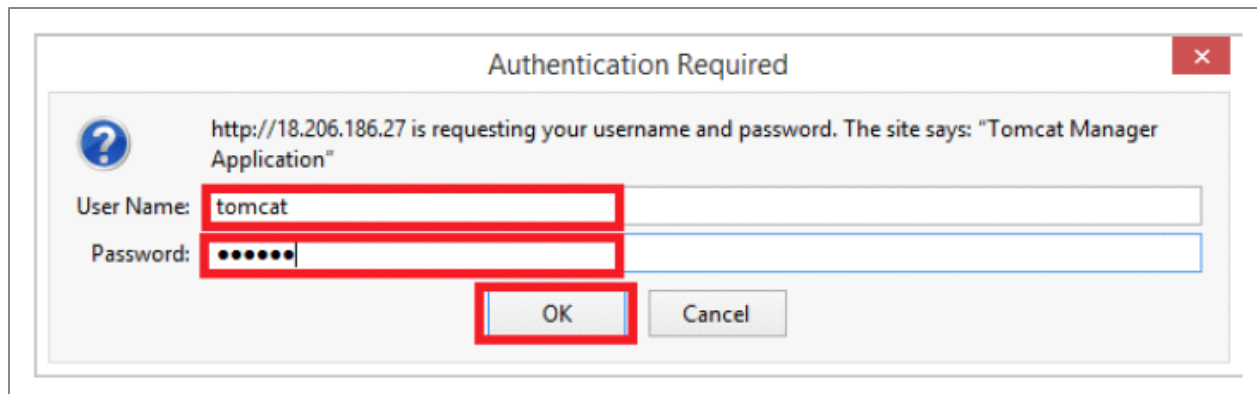 Authentication Required
http://18.206.186.27 is requesting your username and password. The site says: "Tomcat Manager
Application"
User Name: tomcat
Password: ●●●●●●
OK Cancel